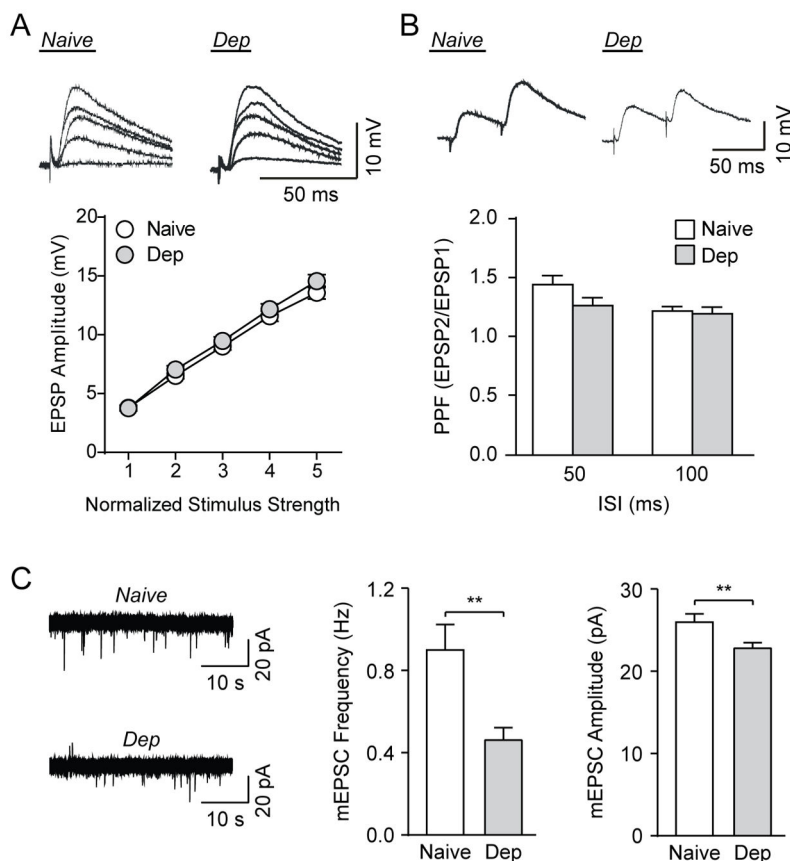 A
Naive
Dep
10 mV
50 ms
20
15
10
5
0
EPSP Amplitude (mV)
Naive
Dep
1 2 3 4 5
Normalized Stimulus Strength
B
Naive
Dep
10 mV
50 ms
2.0
1.5
1.0
0.5
0.0
PPF (EPSP2/EPSP1)
Naive
Dep
50 100
ISI (ms)
C
Naive
20 pA
10 s
Dep
20 pA
10 s
1.2
0.8
0.4
0.0
mEPSC Frequency (Hz)
**
Naive Dep
30
20
10
0
mEPSC Amplitude (pA)
**
Naive Dep